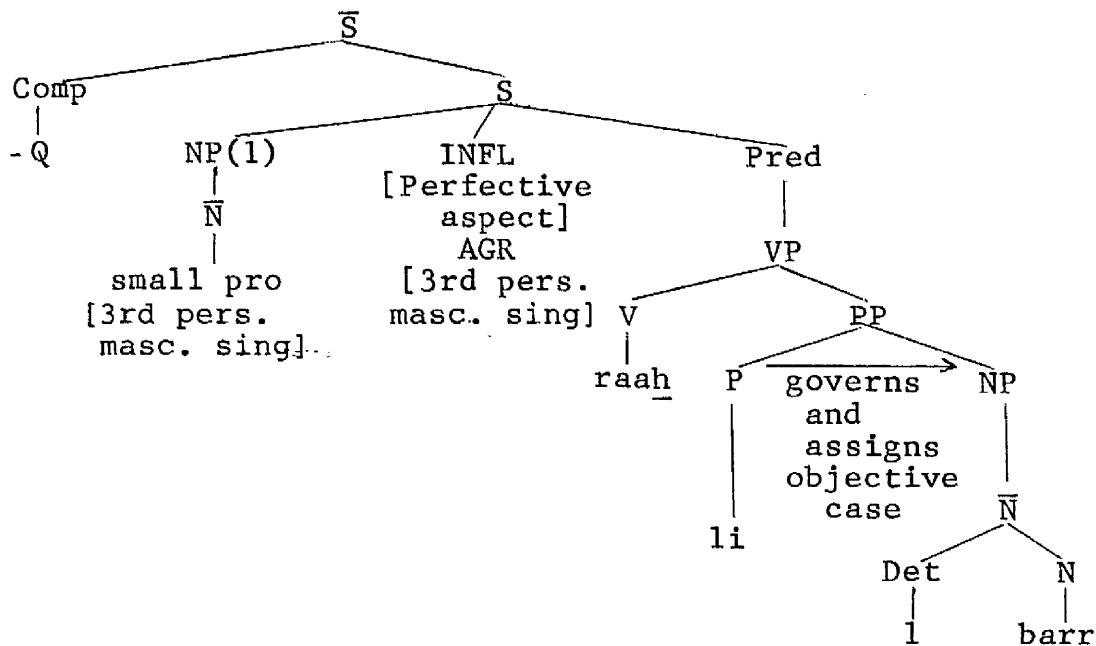 S̅
Comp S
-Q NP(1) INFL Pred
[Perfective
N̅ aspect]
AGR VP
small pro [3rd pers.
[3rd pers. masc. sing] V PP
masc. sing]
raaẖ P governs NP
and
assigns
objective
case N̅
li
Det N
l barr